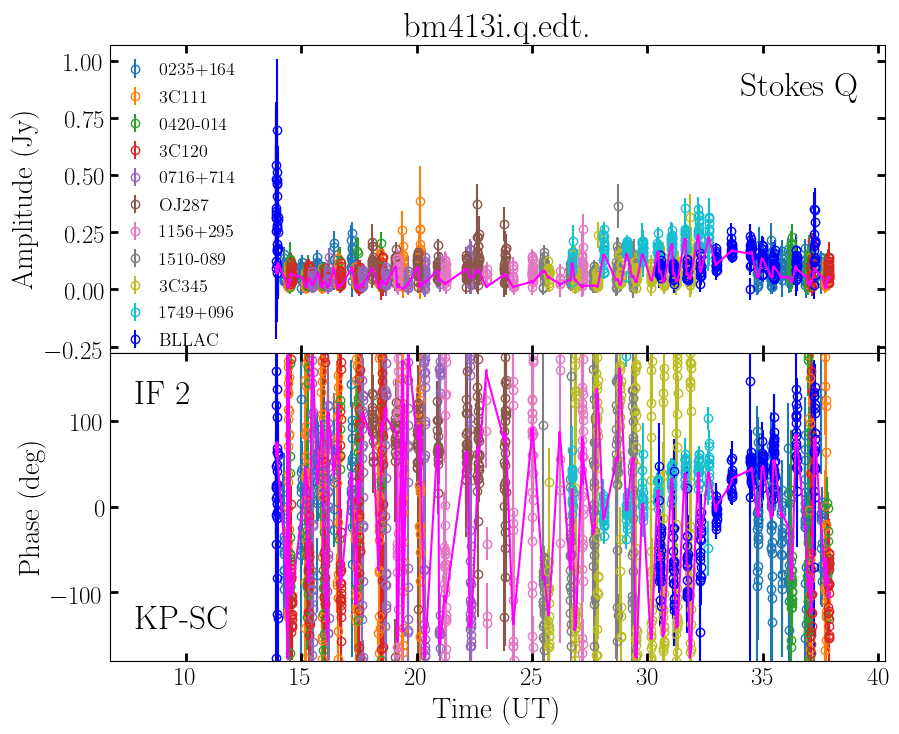 bm413i.q.edt.
Stokes Q
Amplitude (Jy)
1.00
0.75
0.50
0.25
0.00
−0.25
0235+164
3C111
0420-014
3C120
0716+714
OJ287
1156+295
1510-089
3C345
1749+096
BLLAC
IF 2
KP-SC
Phase (deg)
100
0
−100
10
15
20
25
30
35
40
Time (UT)